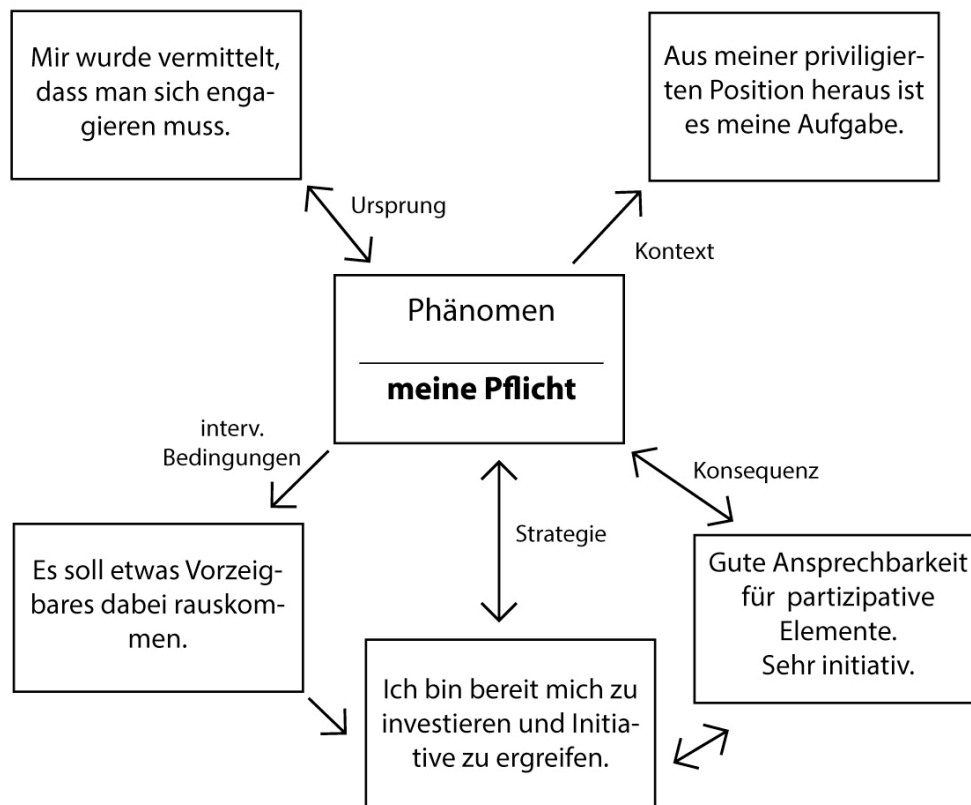 Mir wurde vermittelt,
dass man sich enga-
gieren muss.
Aus meiner priviligier-
ten Position heraus ist
es meine Aufgabe.
Ursprung
Kontext
Phänomen
meine Pflicht
interv.
Bedingungen
Konsequenz
Strategie
Es soll etwas Vorzeig-
bares dabei rauskom-
men.
Gute Ansprechbarkeit
für partizipative
Elemente.
Sehr initiativ.
Ich bin bereit mich zu
investieren und Initia-
tive zu ergreifen.